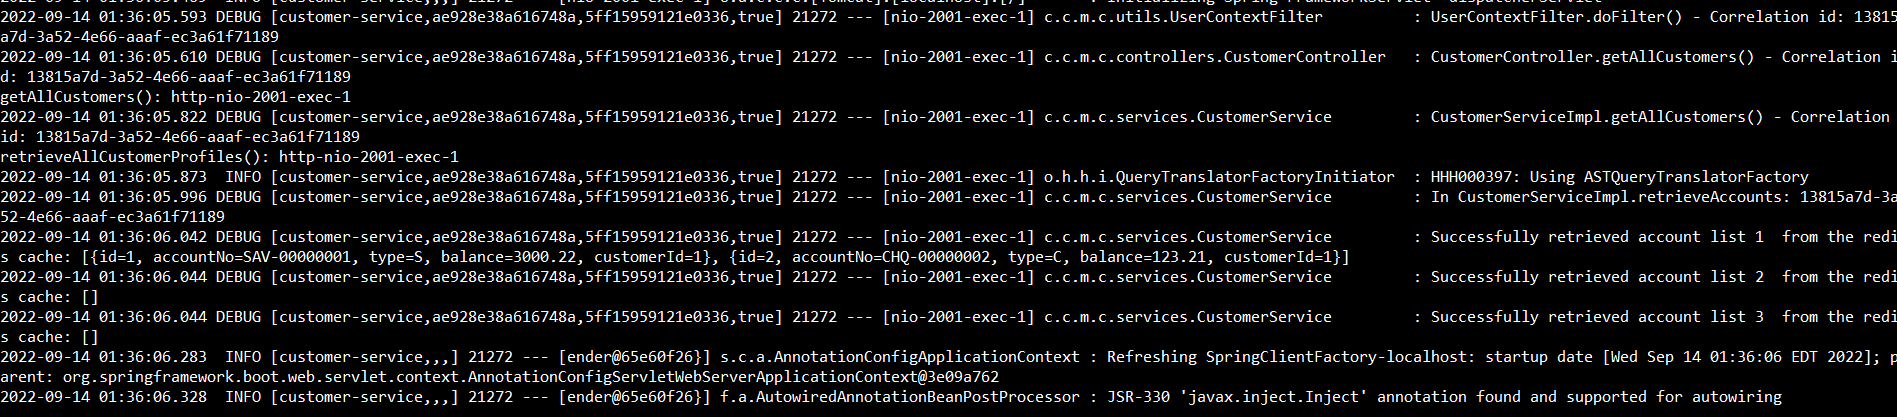 2022-09-14 01:36:05.593 DEBUG [customer-service,ae928e38a616748a,5ff15959121e0336,true] 21272 --- [nio-2001-exec-1] c.c.m.utils.UserContextFilter : UserContextFilter.doFilter() - Correlation id: 13815
a7d-3a52-4e66-aaaf-ec3a61f71189
2022-09-14 01:36:05.610 DEBUG [customer-service,ae928e38a616748a,5ff15959121e0336,true] 21272 --- [nio-2001-exec-1] c.c.m.c.controllers.CustomerController : CustomerController.getAllCustomers() - Correlation i
d: 13815a7d-3a52-4e66-aaaf-ec3a61f71189
getAllCustomers(): http-nio-2001-exec-1
2022-09-14 01:36:05.822 DEBUG [customer-service,ae928e38a616748a,5ff15959121e0336,true] 21272 --- [nio-2001-exec-1] c.c.m.c.services.CustomerService : CustomerServiceImpl.getAllCustomers() - Correlation
id: 13815a7d-3a52-4e66-aaaf-ec3a61f71189
retrieveAllCustomerProfiles(): http-nio-2001-exec-1
2022-09-14 01:36:05.873 INFO [customer-service,ae928e38a616748a,5ff15959121e0336,true] 21272 --- [nio-2001-exec-1] o.h.h.i.QueryTranslatorFactoryInitiator : HHH000397: Using ASTQueryTranslatorFactory
2022-09-14 01:36:05.996 DEBUG [customer-service,ae928e38a616748a,5ff15959121e0336,true] 21272 --- [nio-2001-exec-1] c.c.m.c.services.CustomerService : In CustomerServiceImpl.retrieveAccounts: 13815a7d-3a
52-4e66-aaaf-ec3a61f71189
2022-09-14 01:36:06.042 DEBUG [customer-service,ae928e38a616748a,5ff15959121e0336,true] 21272 --- [nio-2001-exec-1] c.c.m.c.services.CustomerService : Successfully retrieved account list 1 from the redi
s cache: [{id=1, accountNo=SAV-00000001, type=S, balance=3000.22, customerId=1}, {id=2, accountNo=CHQ-00000002, type=C, balance=123.21, customerId=1}]
2022-09-14 01:36:06.044 DEBUG [customer-service,ae928e38a616748a,5ff15959121e0336,true] 21272 --- [nio-2001-exec-1] c.c.m.c.services.CustomerService : Successfully retrieved account list 2 from the redi
s cache: []
2022-09-14 01:36:06.044 DEBUG [customer-service,ae928e38a616748a,5ff15959121e0336,true] 21272 --- [nio-2001-exec-1] c.c.m.c.services.CustomerService : Successfully retrieved account list 3 from the redi
s cache: []
2022-09-14 01:36:06.283 INFO [customer-service,,,] 21272 --- [ender@65e60f26}] s.c.a.AnnotationConfigApplicationContext : Refreshing SpringClientFactory-localhost: startup date [Wed Sep 14 01:36:06 EDT 2022]; p
arent: org.springframework.boot.web.servlet.context.AnnotationConfigServletWebServerApplicationContext@3e09a762
2022-09-14 01:36:06.328 INFO [customer-service,,,] 21272 --- [ender@65e60f26}] f.a.AutowiredAnnotationBeanPostProcessor : JSR-330 'javax.inject.Inject' annotation found and supported for autowiring